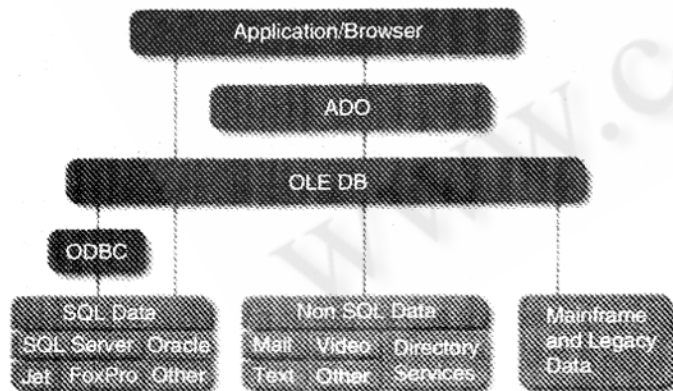 Application/Browser
ADO
OLE DB
ODBC
SQL Data
SQL Server Oracle
Jet FoxPro Other
Non SQL Data
Mail Video Directory Services
Text Other
Mainframe
and Legacy
Data
www.c